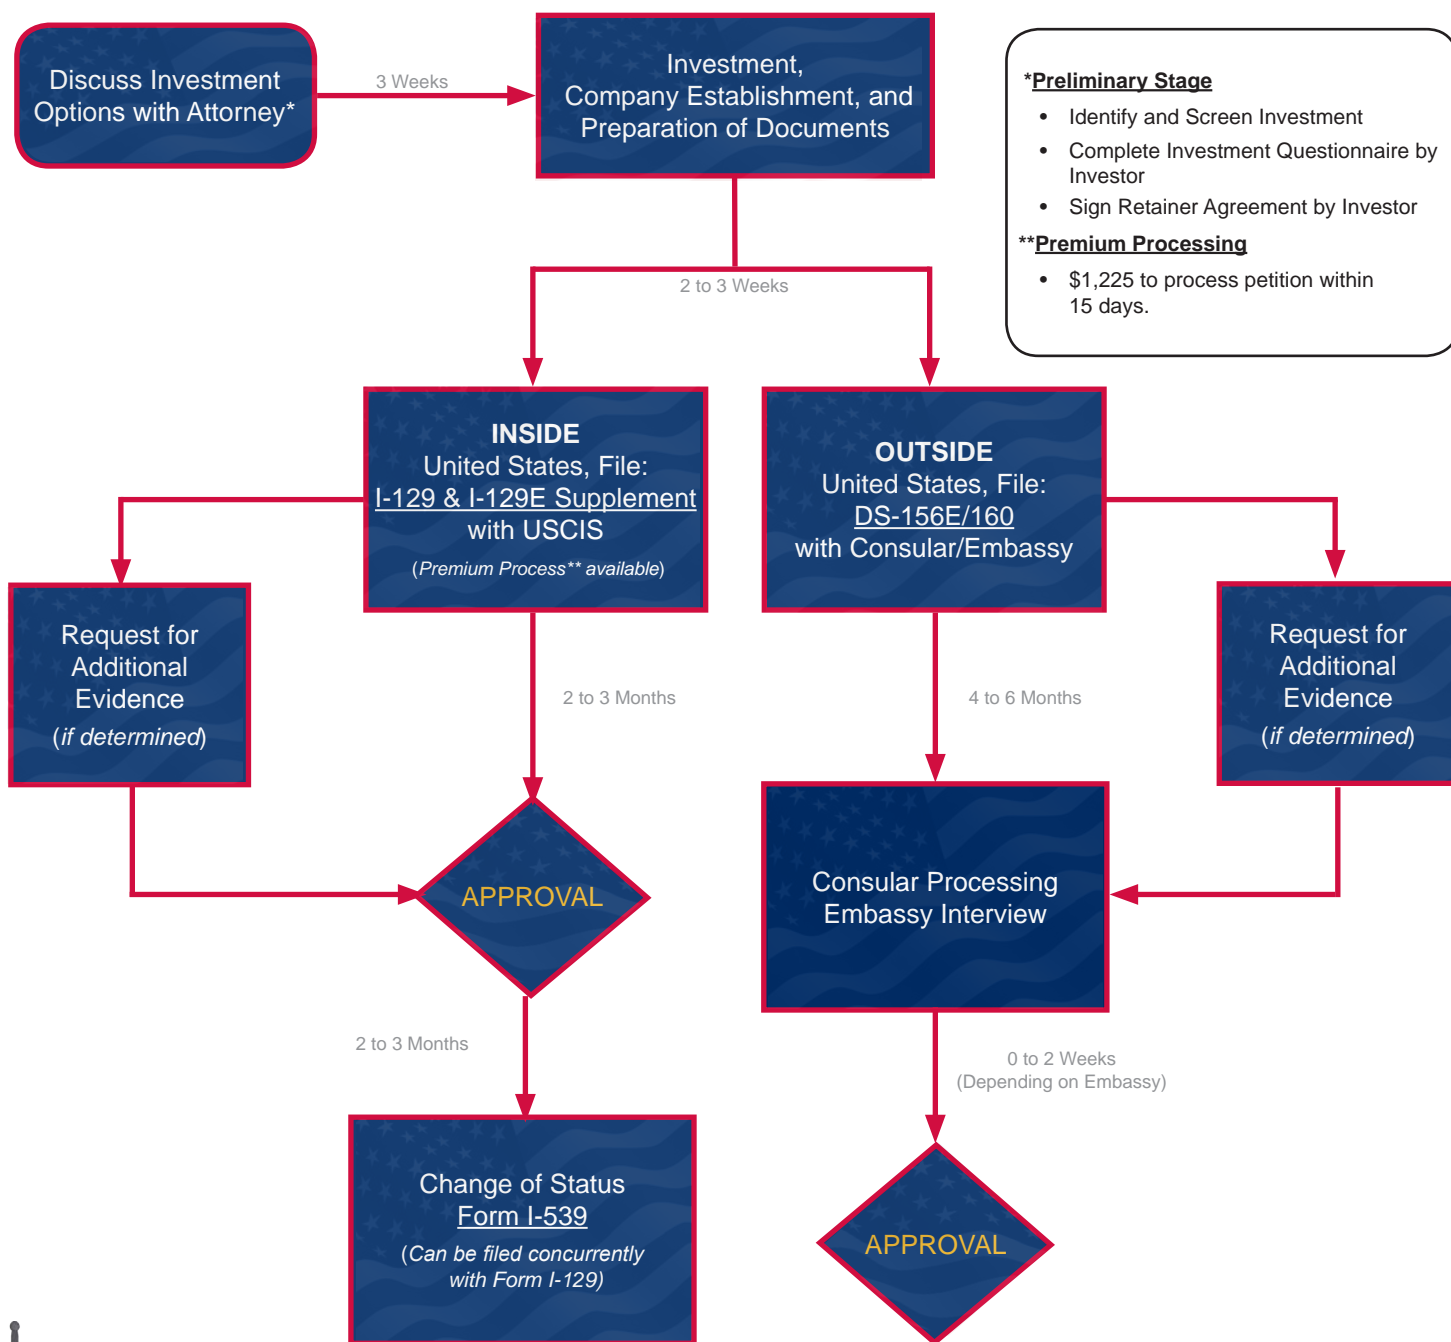 Discuss Investment
Options with Attorney*
3 Weeks
Investment,
Company Establishment, and
Preparation of Documents
*Preliminary Stage
• Identify and Screen Investment
• Complete Investment Questionnaire by
Investor
• Sign Retainer Agreement by Investor
**Premium Processing
• $1,225 to process petition within
15 days.
2 to 3 Weeks
INSIDE
United States, File:
I-129 & I-129E Supplement
with USCIS
(Premium Process** available)
OUTSIDE
United States, File:
DS-156E/160
with Consular/Embassy
Request for
Additional
Evidence
(if determined)
2 to 3 Months
4 to 6 Months
Request for
Additional
Evidence
(if determined)
APPROVAL
Consular Processing
Embassy Interview
2 to 3 Months
0 to 2 Weeks
(Depending on Embassy)
Change of Status
Form I-539
(Can be filed concurrently
with Form I-129)
APPROVAL